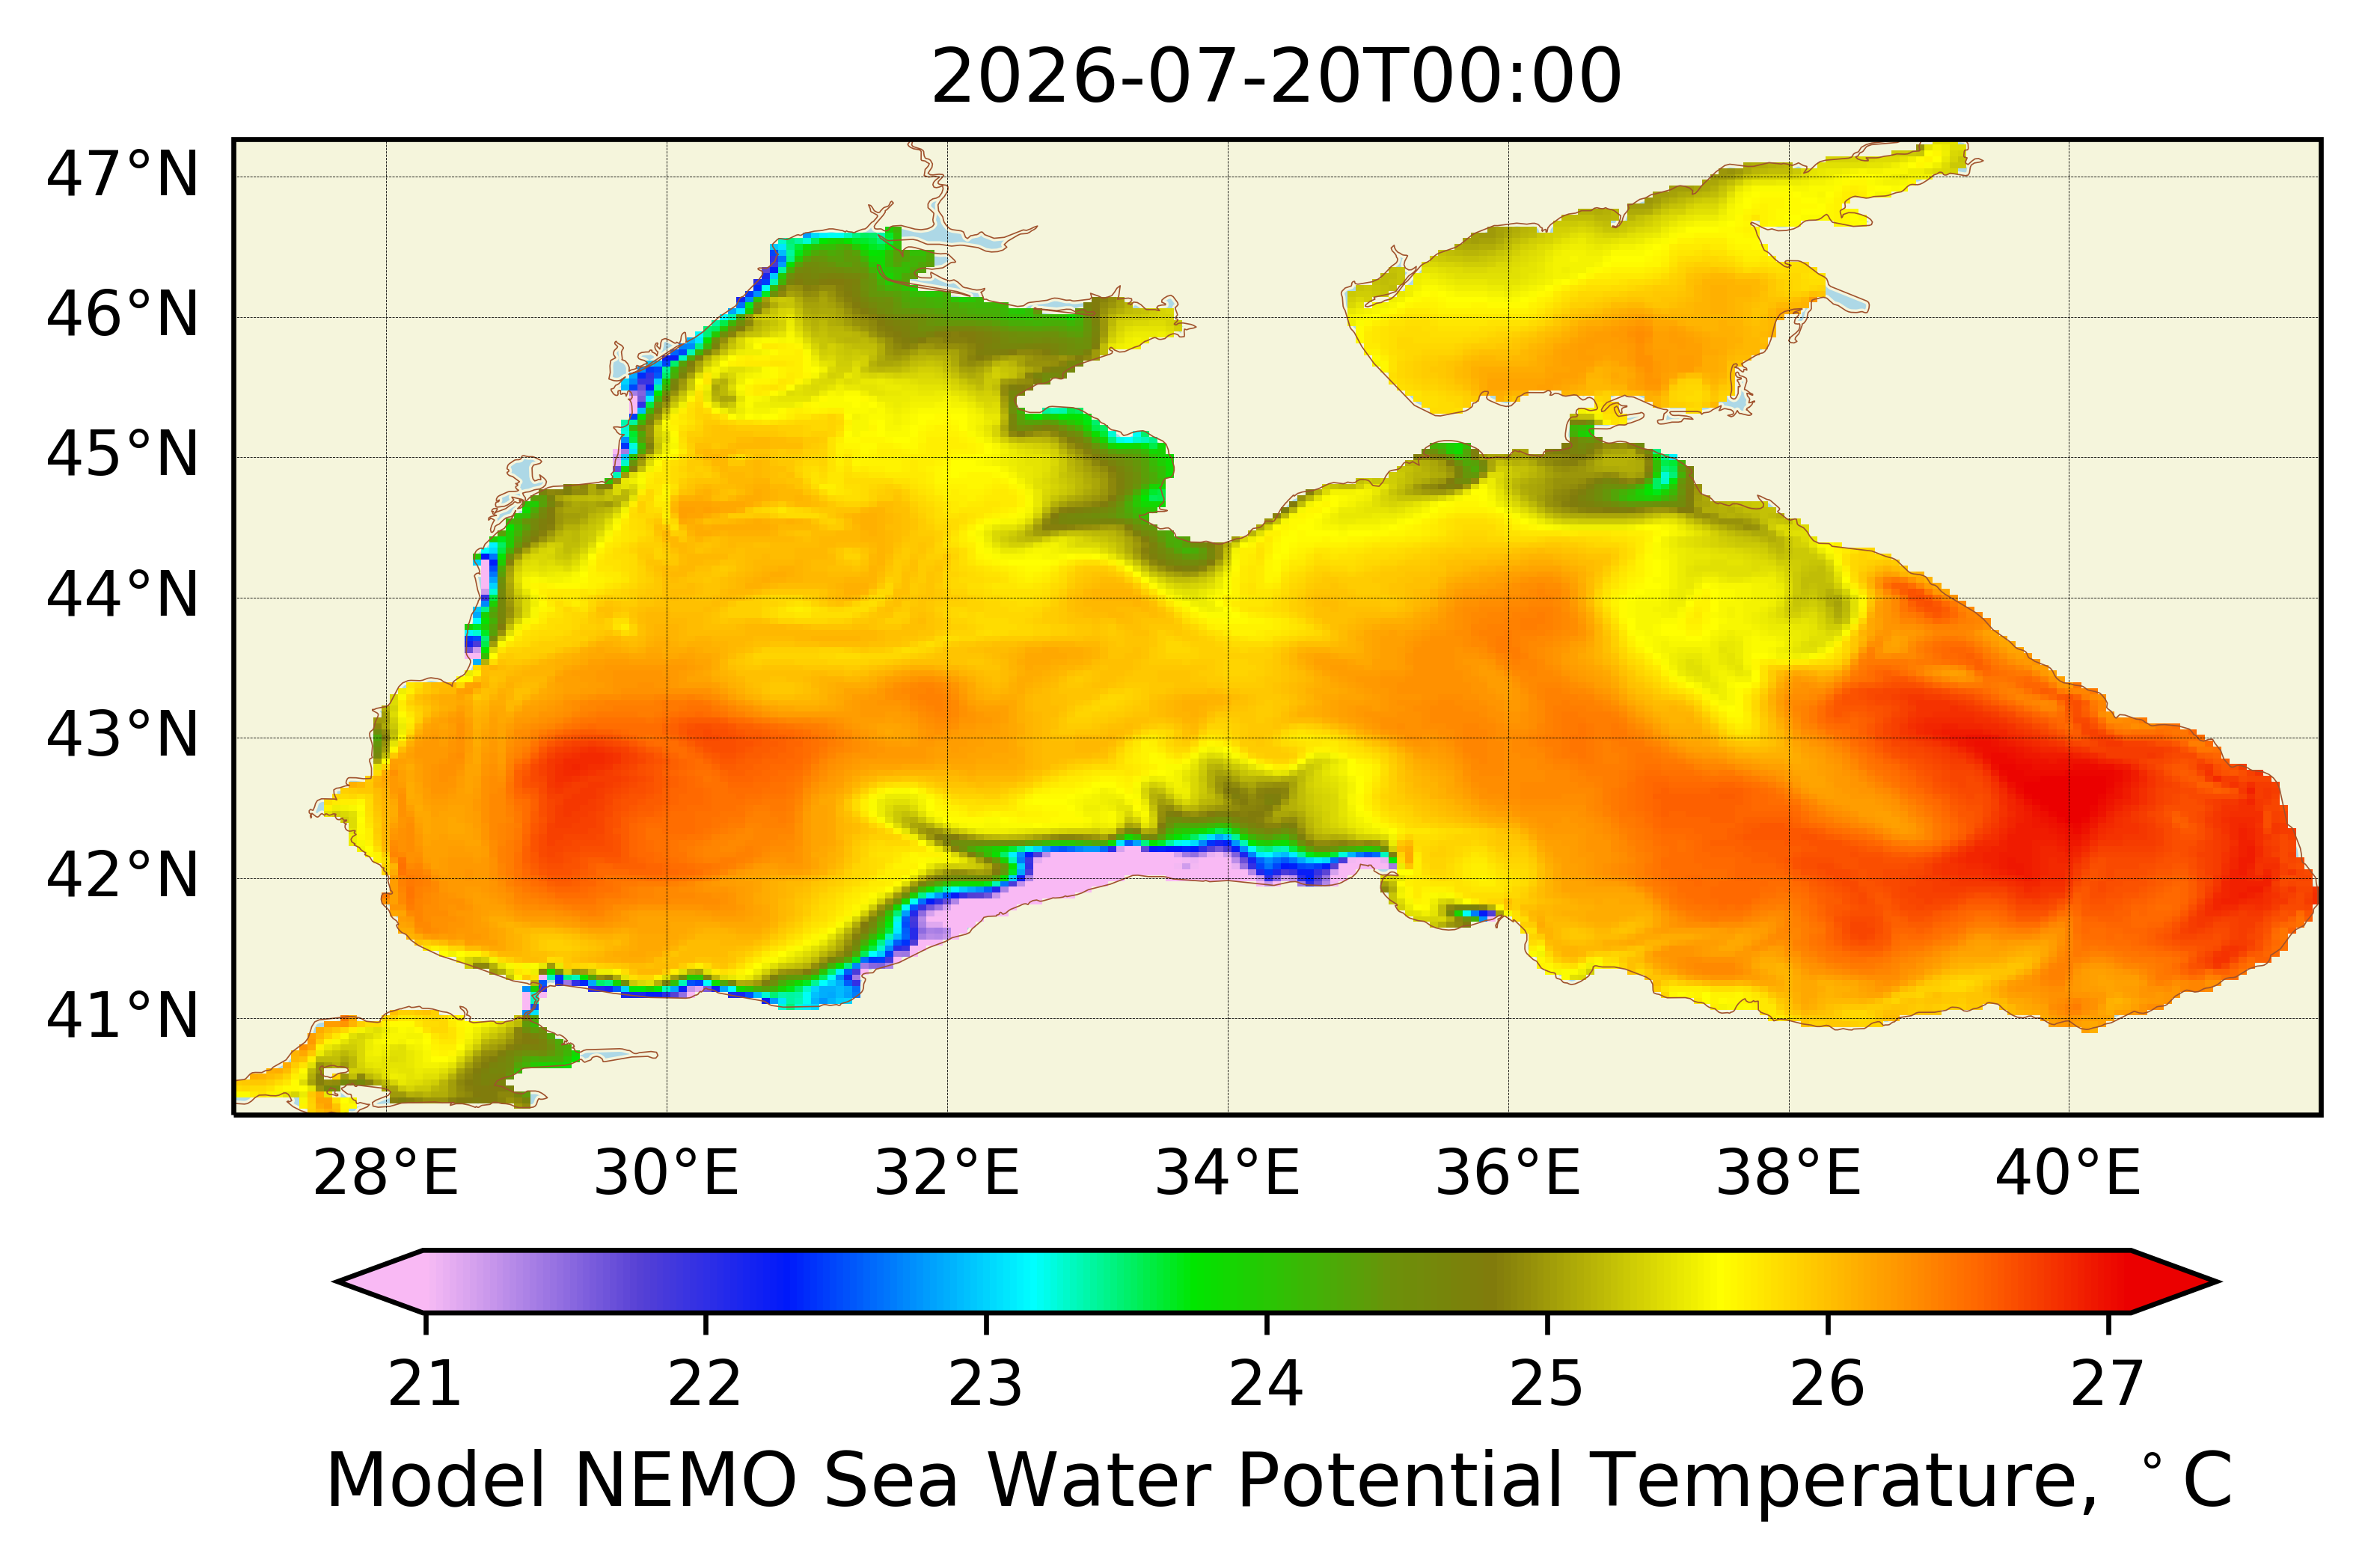 2026-07-20T00:00
47°N
46°N
45°N
44°N
43°N
42°N
41°N
28°E 30°E 32°E 34°E 36°E 38°E 40°E
21 22 23 24 25 26 27
Model NEMO Sea Water Potential Temperature, °C